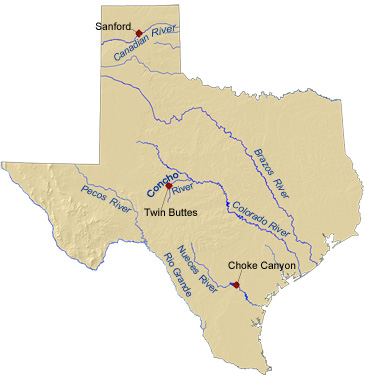 Sanford
Canadian River
Brazos River
Concho
River
Pecos River
Twin Buttes
Colorado River
Nueces River
Rio Grande
Choke Canyon